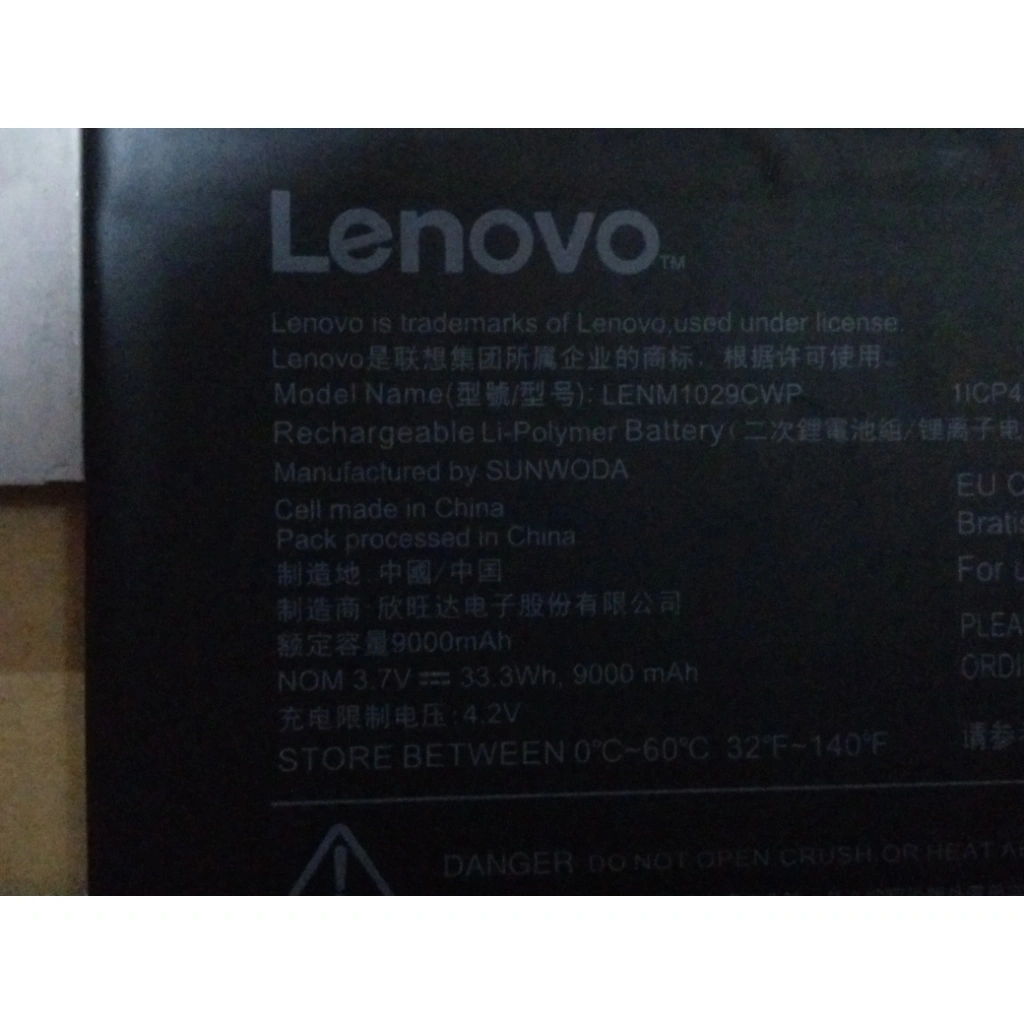 Lenovo™
Lenovo is trademarks of Lenovo,used under license.
Lenovo是联想集团所属企业的商标，根据许可使用。
Model Name(型號/型号): LENM1029CWP 1ICP4
Rechargeable Li-Polymer Battery (二次鋰電池組/锂离子电
Manufactured by SUNWODA
EU C
Cell made in China
Bratis
Pack processed in China
制造地:中國/中国
For u
制造商:欣旺达电子股份有限公司
PLEA
额定容量9000mAh
NOM 3.7V ⎓ 33.3Wh, 9000 mAh
ORDI
充电限制电压:4.2V
请参
STORE BETWEEN 0℃~60℃ 32℉~140℉
DANGER DO NOT OPEN CRUSH OR HEAT A